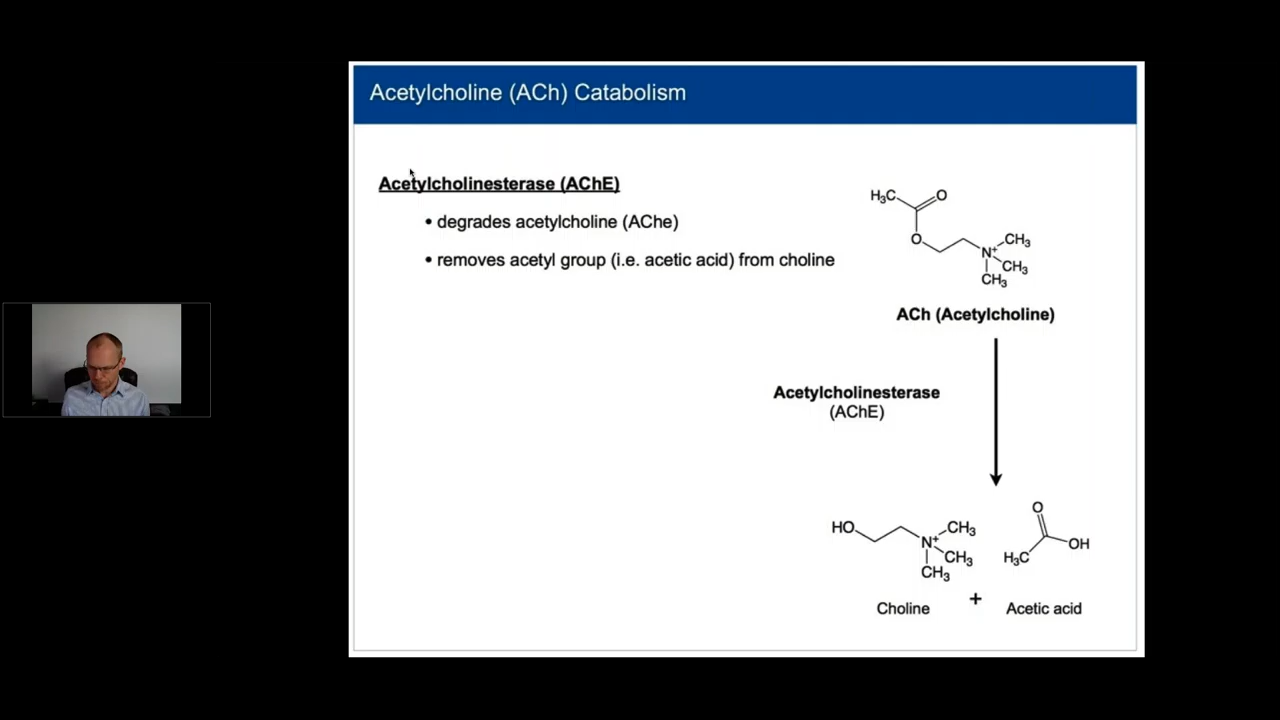 Acetylcholine (ACh) Catabolism
Acetylcholinesterase (AChE)
• degrades acetylcholine (AChe)
• removes acetyl group (i.e. acetic acid) from choline
H₃C
O
O
N⁺
CH₃
CH₃
CH₃
ACh (Acetylcholine)
Acetylcholinesterase
(AChE)
HO
N⁺
CH₃
CH₃
CH₃
O
OH
H₃C
Choline
+
Acetic acid